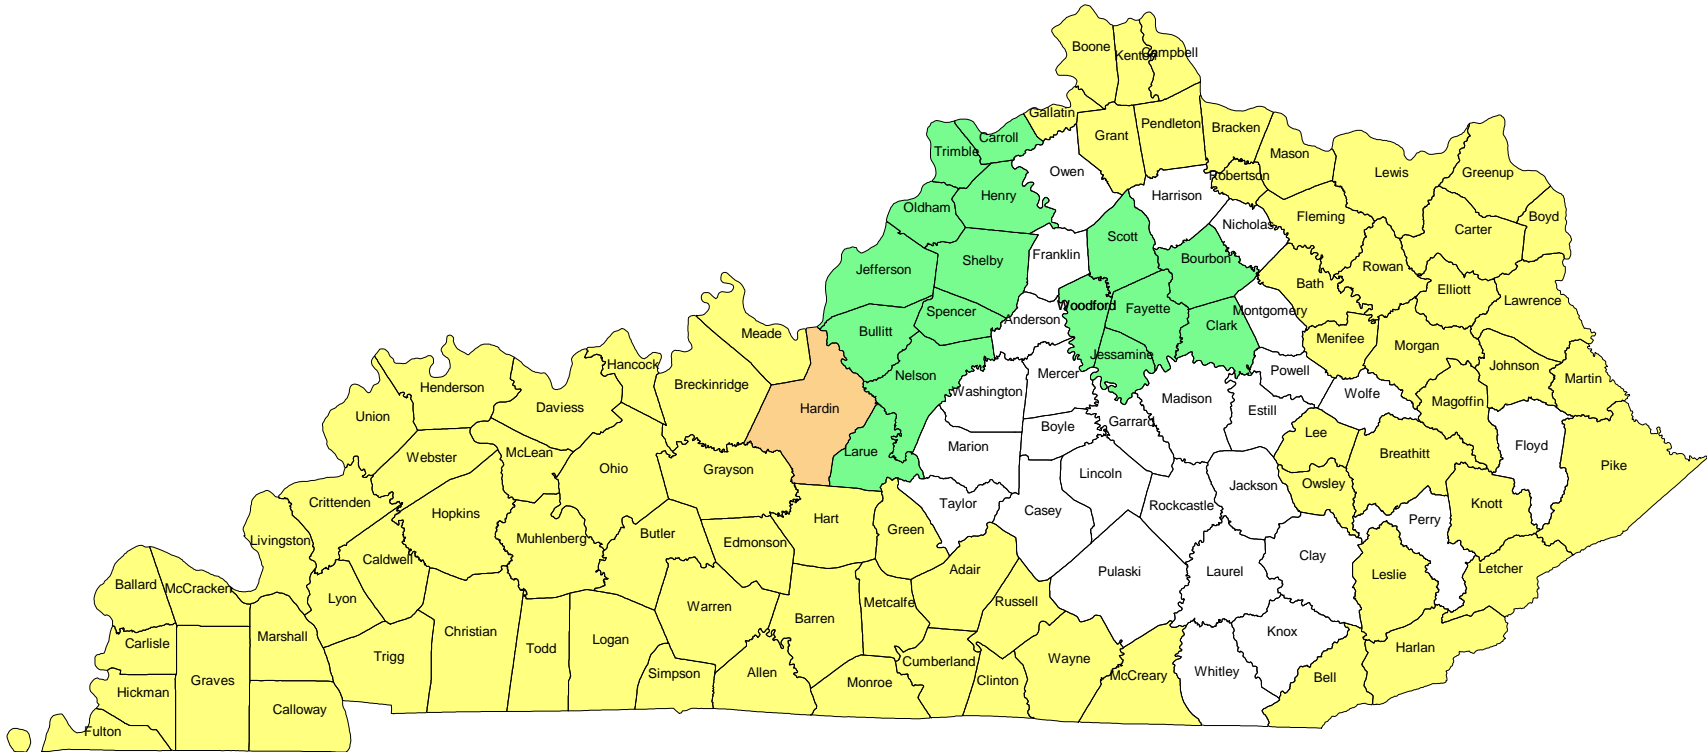 Boone
Kenton
Campbell
Gallatin
Carroll
Trimble
Grant
Pendleton
Bracken
Mason
Lewis
Greenup
Owen
Robertson
Harrison
Henry
Oldham
Fleming
Boyd
Nicholas
Carter
Scott
Franklin
Shelby
Jefferson
Bourbon
Rowan
Bath
Elliott
Lawrence
Woodford
Fayette
Montgomery
Spencer
Anderson
Clark
Bullitt
Meade
Menifee
Morgan
Jessamine
Johnson
Hancock
Nelson
Mercer
Powell
Martin
Breckinridge
Henderson
Washington
Wolfe
Madison
Magoffin
Daviess
Hardin
Estill
Union
Garrard
Boyle
Lee
Floyd
Marion
Larue
McLean
Webster
Breathitt
Ohio
Grayson
Pike
Lincoln
Owsley
Jackson
Crittenden
Taylor
Rockcastle
Knott
Casey
Hopkins
Hart
Perry
Green
Butler
Muhlenberg
Livingston
Edmonson
Clay
Caldwell
Adair
Pulaski
Laurel
Letcher
Leslie
Ballard
McCracken
Lyon
Russell
Metcalfe
Warren
Barren
Christian
Knox
Marshall
Logan
Carlisle
Todd
Harlan
Trigg
Wayne
Cumberland
Whitley
Simpson
Allen
McCreary
Bell
Graves
Clinton
Monroe
Hickman
Calloway
Fulton